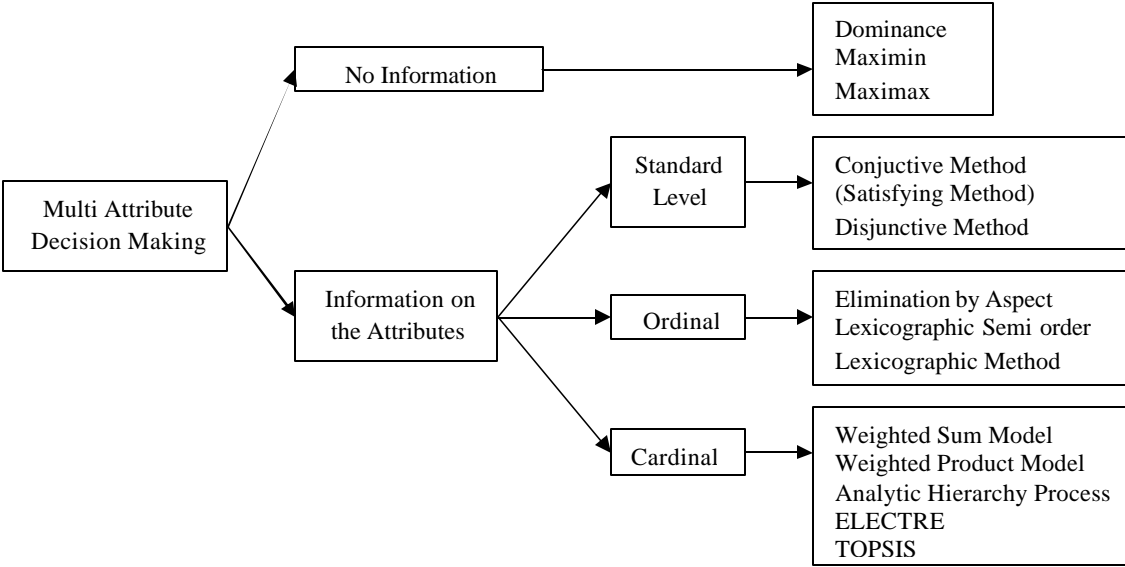 Multi Attribute
Decision Making
No Information
Dominance
Maximin
Maximax
Information on
the Attributes
Standard
Level
Conjuctive Method
(Satisfying Method)
Disjunctive Method
Ordinal
Elimination by Aspect
Lexicographic Semi order
Lexicographic Method
Cardinal
Weighted Sum Model
Weighted Product Model
Analytic Hierarchy Process
ELECTRE
TOPSIS